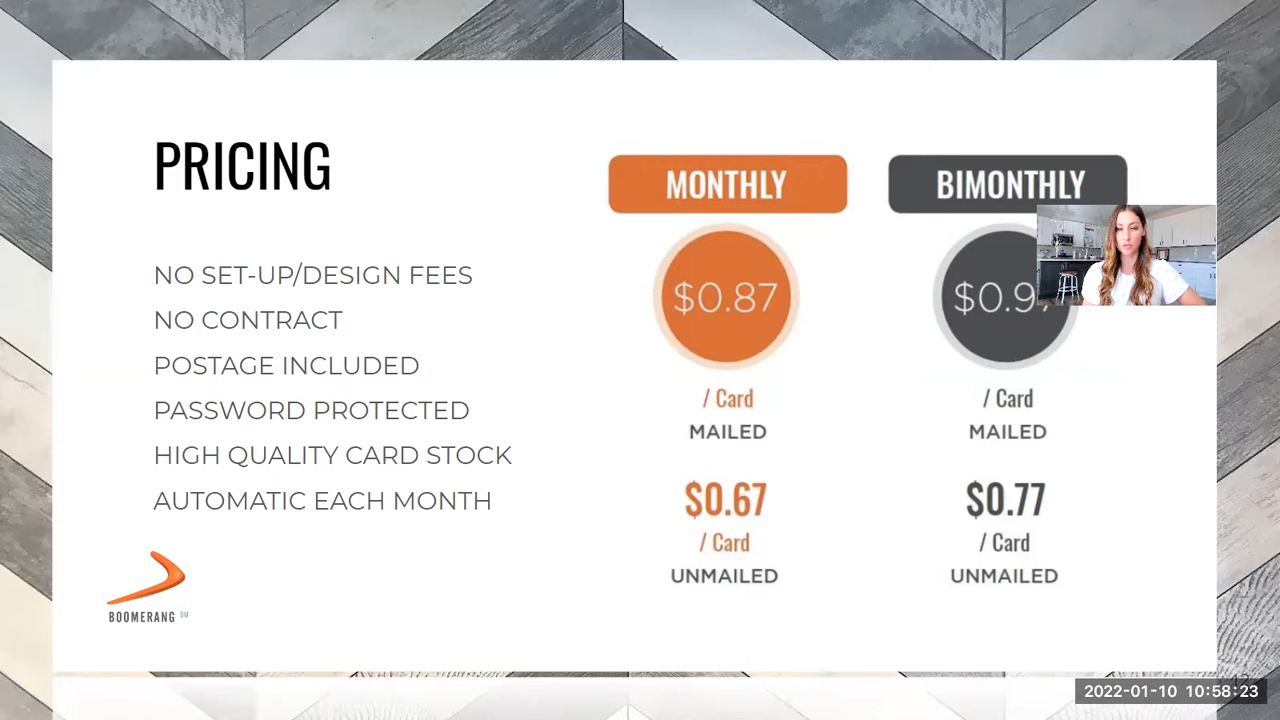 PRICING
NO SET-UP/DESIGN FEES
NO CONTRACT
POSTAGE INCLUDED
PASSWORD PROTECTED
HIGH QUALITY CARD STOCK
AUTOMATIC EACH MONTH
BOOMERANG DM
MONTHLY
$0.87
/ Card
MAILED
$0.67
/ Card
UNMAILED
BIMONTHLY
/ Card
MAILED
$0.77
/ Card
UNMAILED
2022-01-10 10:58:23